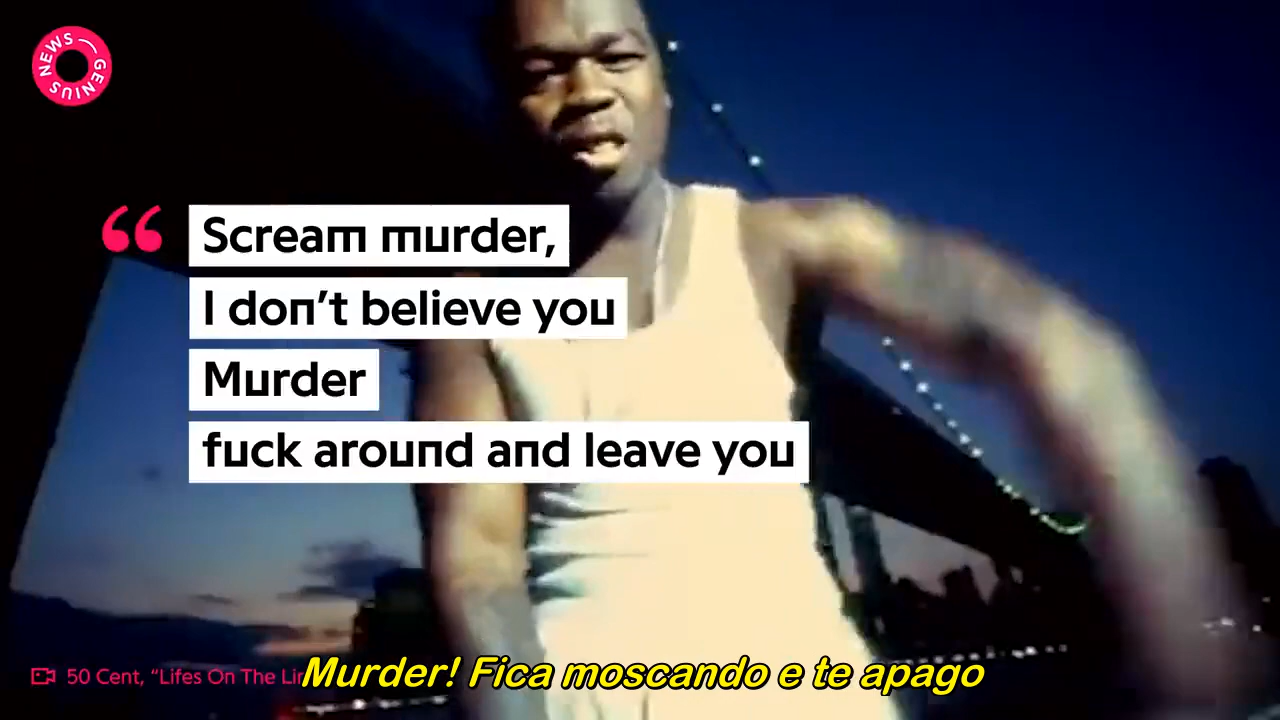 NEWS GENIUS
“
Scream murder,
I don’t believe you
Murder
fuck around and leave you
50 Cent, “Lifes On The Li
Murder! Fica moscando e te apago